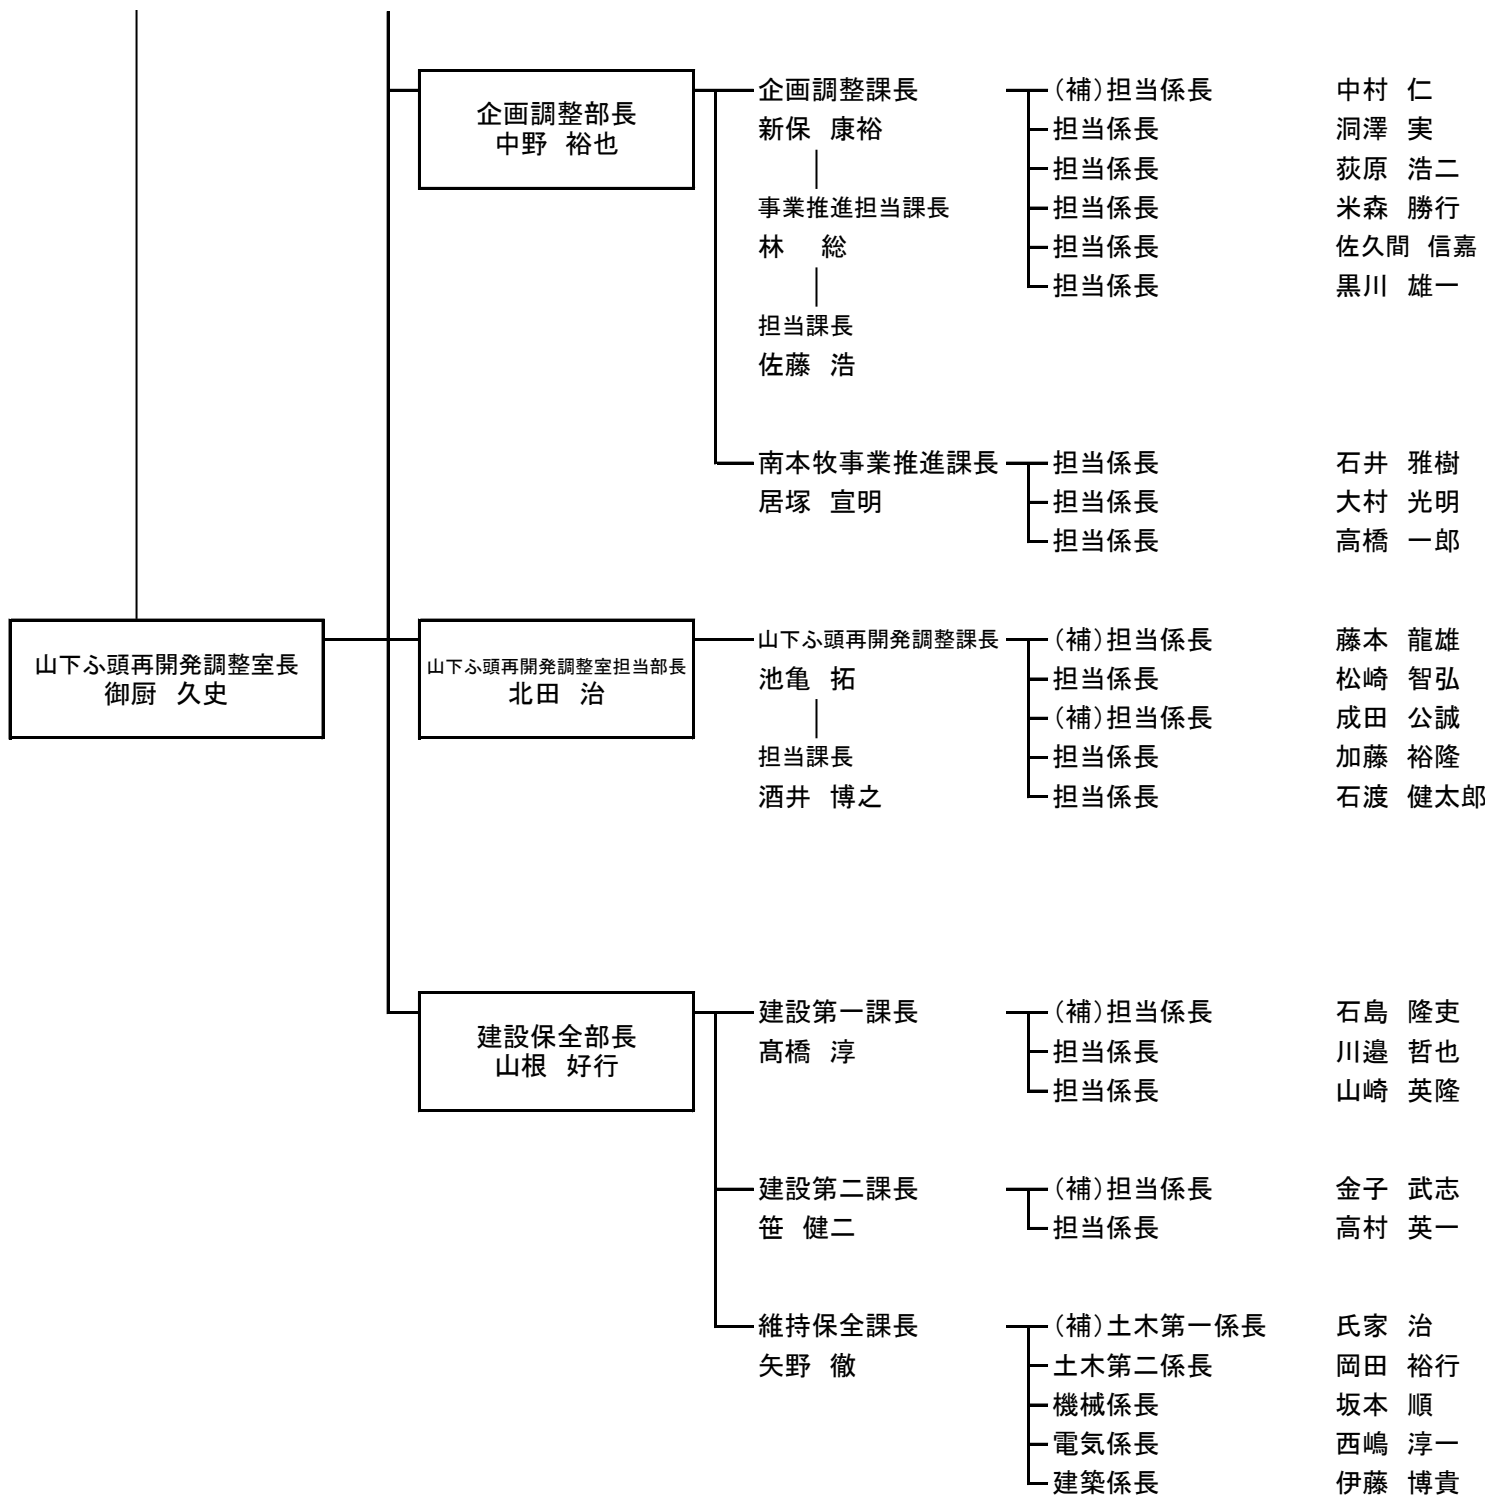 企画調整部長
中野 裕也
企画調整課長
新保 康裕
事業推進担当課長
林 総
担当課長
佐藤 浩
(補)担当係長 中村 仁
担当係長 洞澤 実
担当係長 荻原 浩二
担当係長 米森 勝行
担当係長 佐久間 信嘉
担当係長 黒川 雄一
南本牧事業推進課長
居塚 宣明
担当係長 石井 雅樹
担当係長 大村 光明
担当係長 高橋 一郎
山下ふ頭再開発調整室長
御厨 久史
山下ふ頭再開発調整室担当部長
北田 治
山下ふ頭再開発調整課長
池亀 拓
担当課長
酒井 博之
(補)担当係長 藤本 龍雄
担当係長 松崎 智弘
(補)担当係長 成田 公誠
担当係長 加藤 裕隆
担当係長 石渡 健太郎
建設保全部長
山根 好行
建設第一課長
髙橋 淳
(補)担当係長 石島 隆吏
担当係長 川邉 哲也
担当係長 山崎 英隆
建設第二課長
笹 健二
(補)担当係長 金子 武志
担当係長 高村 英一
維持保全課長
矢野 徹
(補)土木第一係長 氏家 治
土木第二係長 岡田 裕行
機械係長 坂本 順
電気係長 西嶋 淳一
建築係長 伊藤 博貴